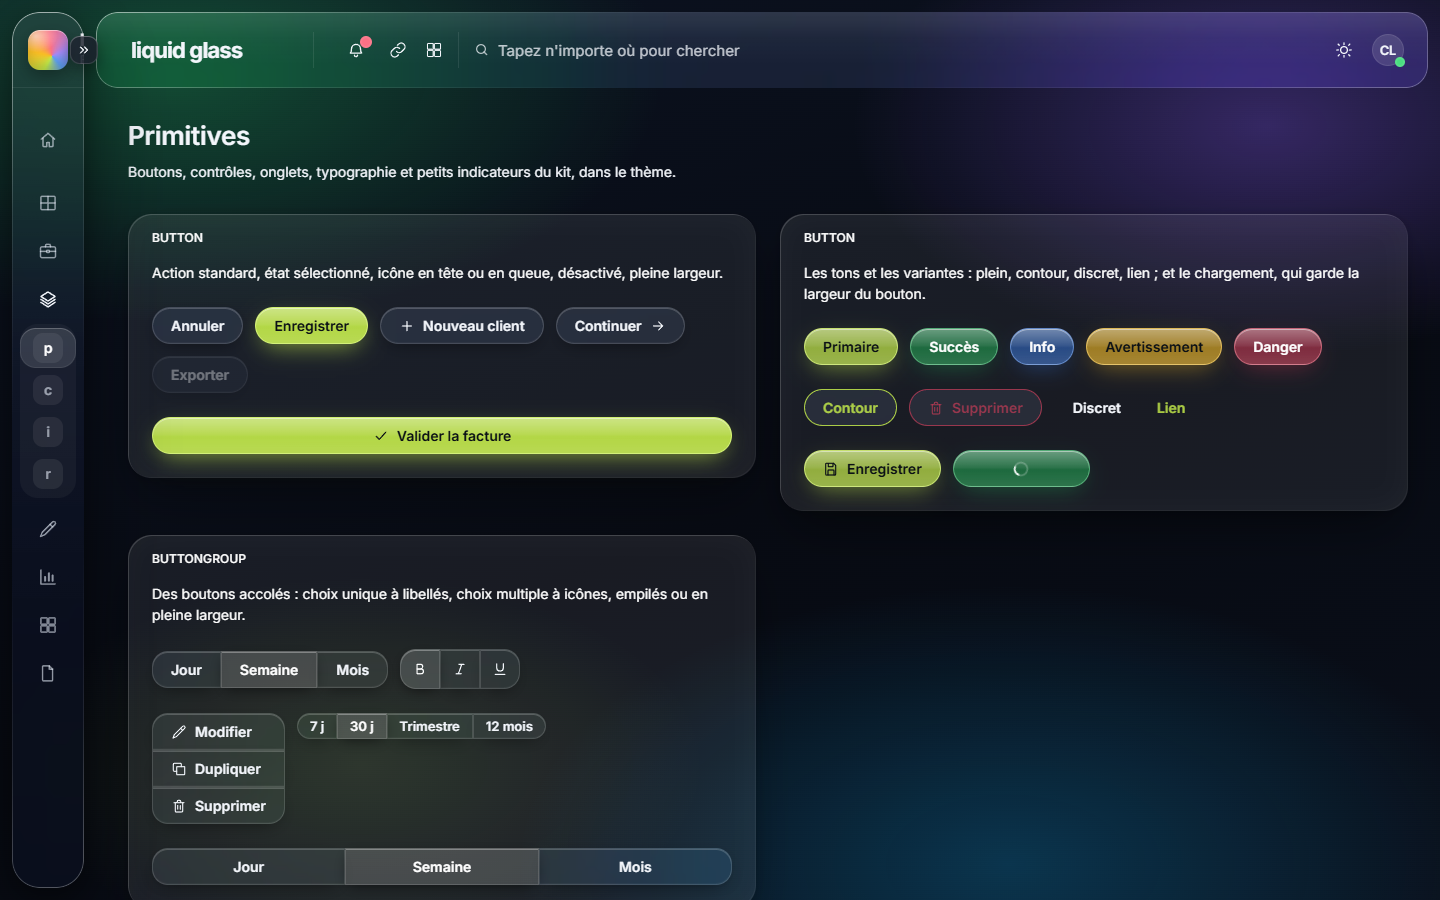 liquid glass
Tapez n'importe où pour chercher
CL
p
c
i
r
Primitives
Boutons, contrôles, onglets, typographie et petits indicateurs du kit, dans le thème.
BUTTON
Action standard, état sélectionné, icône en tête ou en queue, désactivé, pleine largeur.
Annuler
Enregistrer
Nouveau client
Continuer
Exporter
Valider la facture
BUTTON
Les tons et les variantes : plein, contour, discret, lien ; et le chargement, qui garde la
largeur du bouton.
Primaire
Succès
Info
Avertissement
Danger
Contour
Supprimer
Discret
Lien
Enregistrer
BUTTONGROUP
Des boutons accolés : choix unique à libellés, choix multiple à icônes, empilés ou en
pleine largeur.
Jour
Semaine
Mois
B
I
U
Modifier
Dupliquer
Supprimer
7 j
30 j
Trimestre
12 mois
Jour
Semaine
Mois